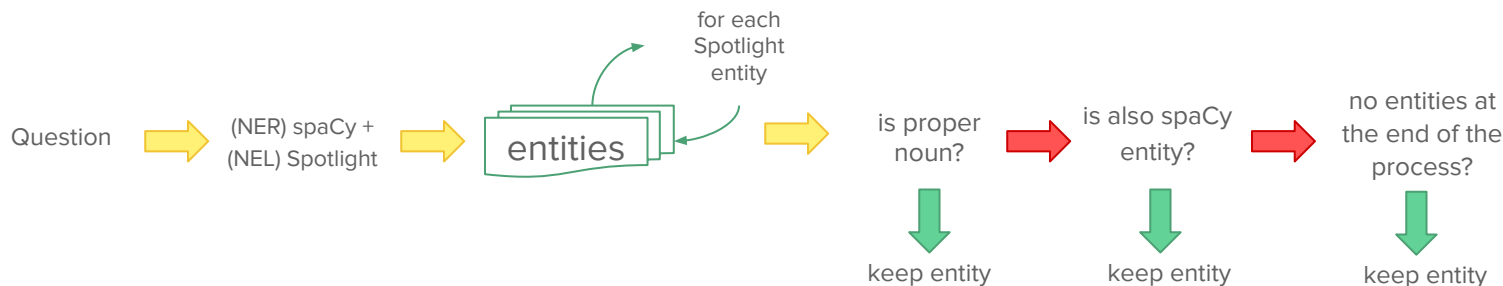 Question
(NER) spaCy +
(NEL) Spotlight
entities
for each
Spotlight
entity
is proper
noun?
keep entity
is also spaCy
entity?
keep entity
no entities at
the end of the
process?
keep entity